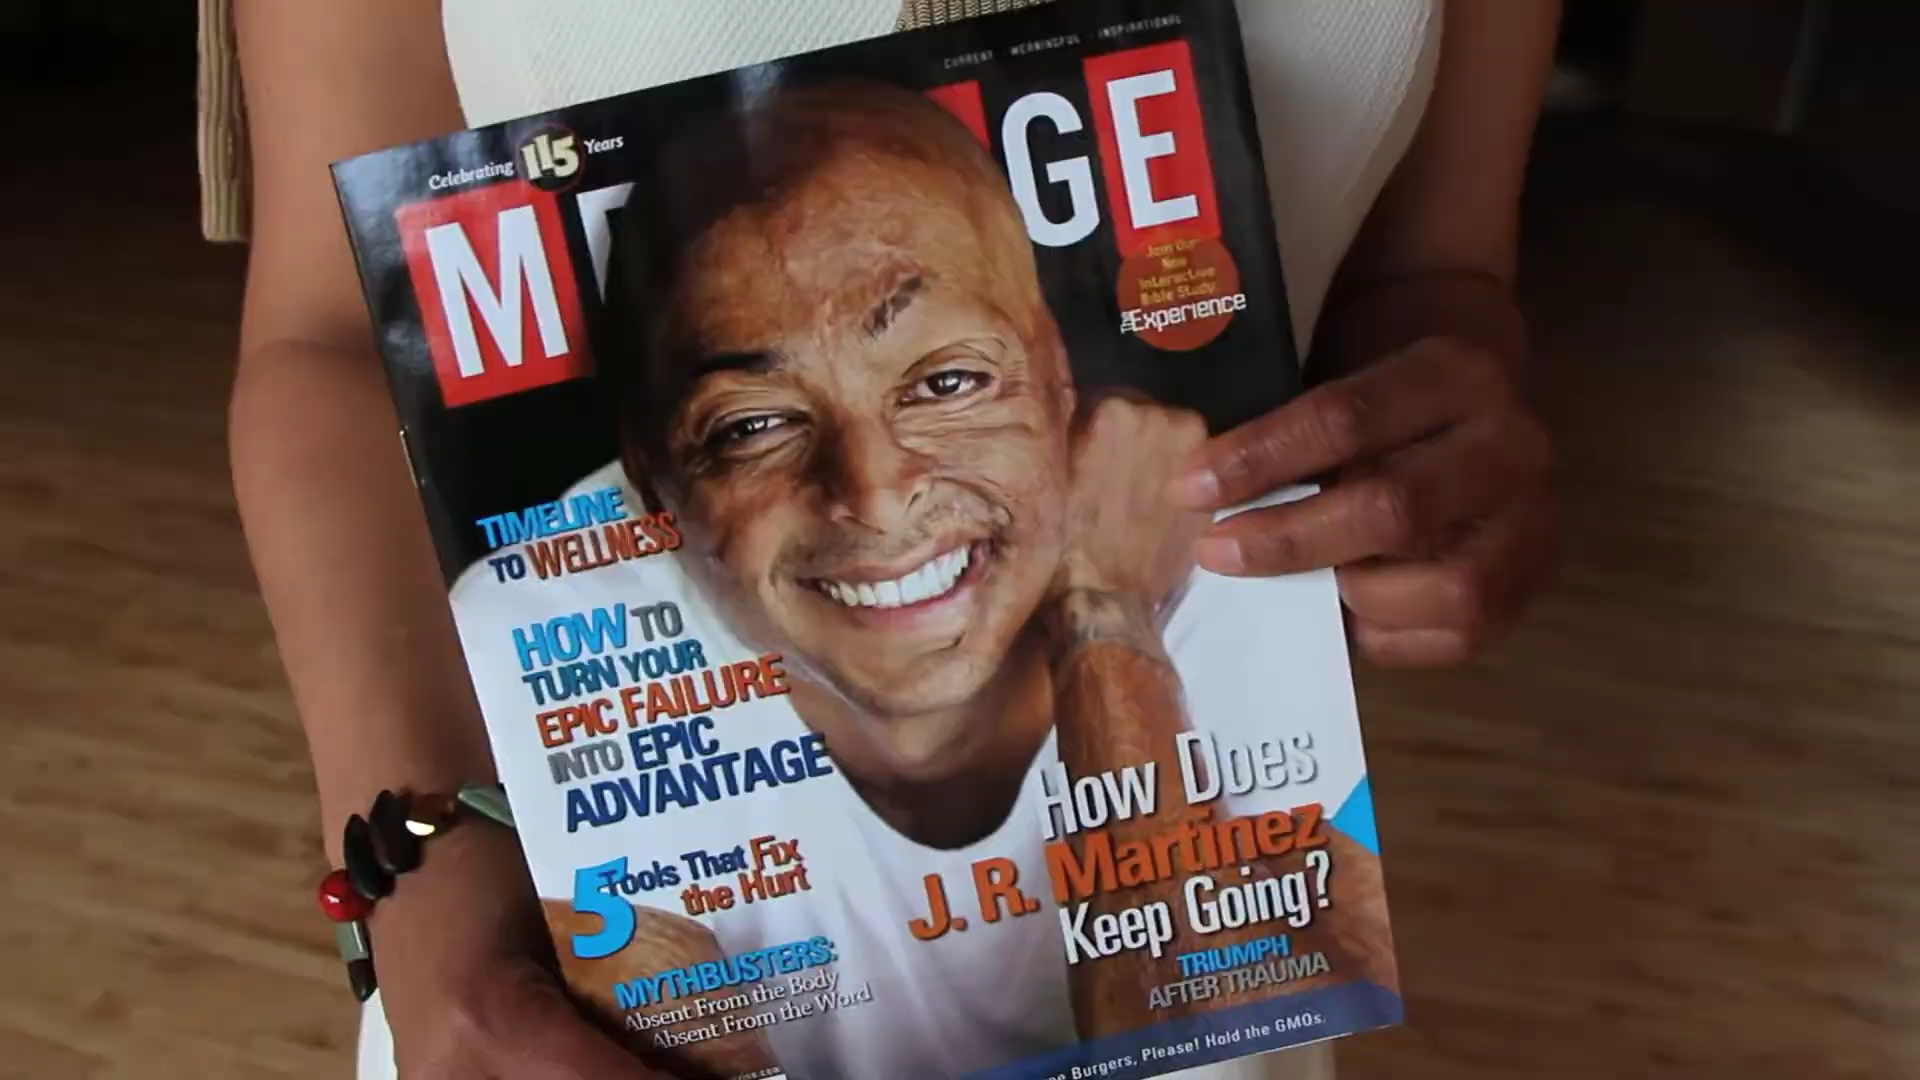 CURRENT MEANINGFUL INSPIRATIONAL
Celebrating 115 Years
M GE
Join Our
New
Interactive
Bible Study
The Experience
TIMELINE
TO WELLNESS
HOW TO
TURN YOUR
EPIC FAILURE
INTO EPIC
ADVANTAGE
5 Tools That Fix
the Hurt
MYTHBUSTERS:
Absent From the Body
Absent From the Word
How Does
J. R. Martinez
Keep Going?
TRIUMPH
AFTER TRAUMA
Burgers, Please! Hold the GMOs.